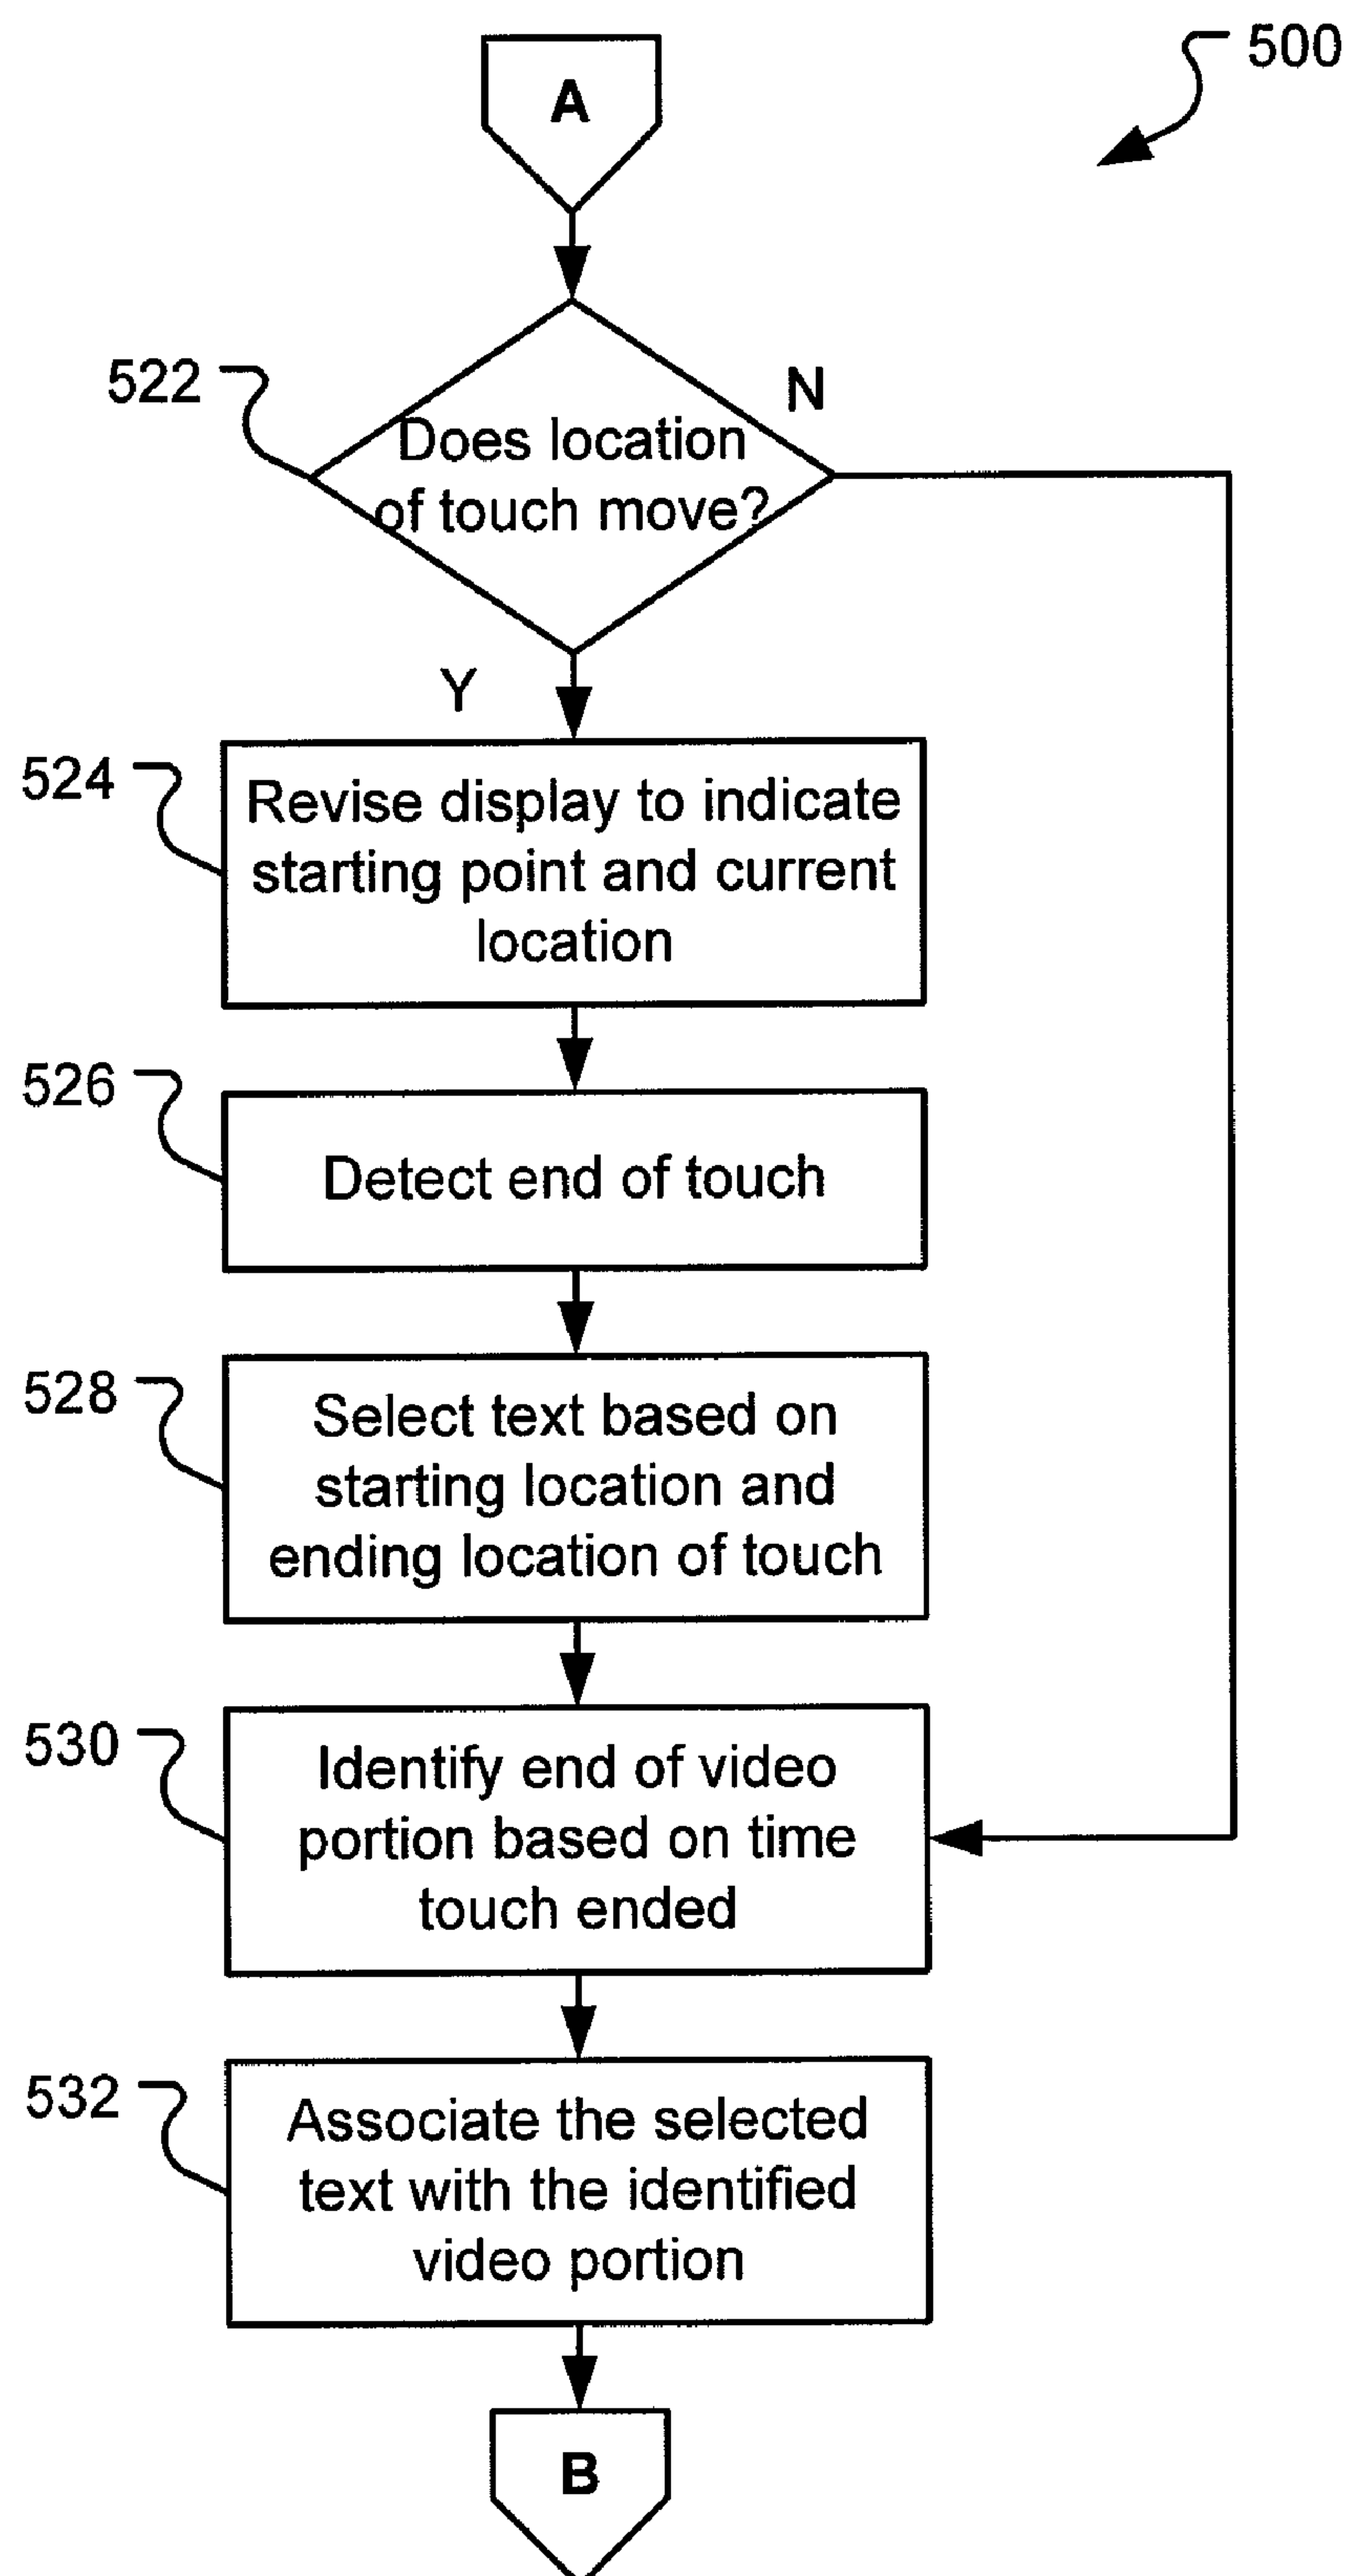 500
A
522
N
Does location
of touch move?
Y
524
Revise display to indicate
starting point and current
location
526
Detect end of touch
528
Select text based on
starting location and
ending location of touch
530
Identify end of video
portion based on time
touch ended
532
Associate the selected
text with the identified
video portion
B